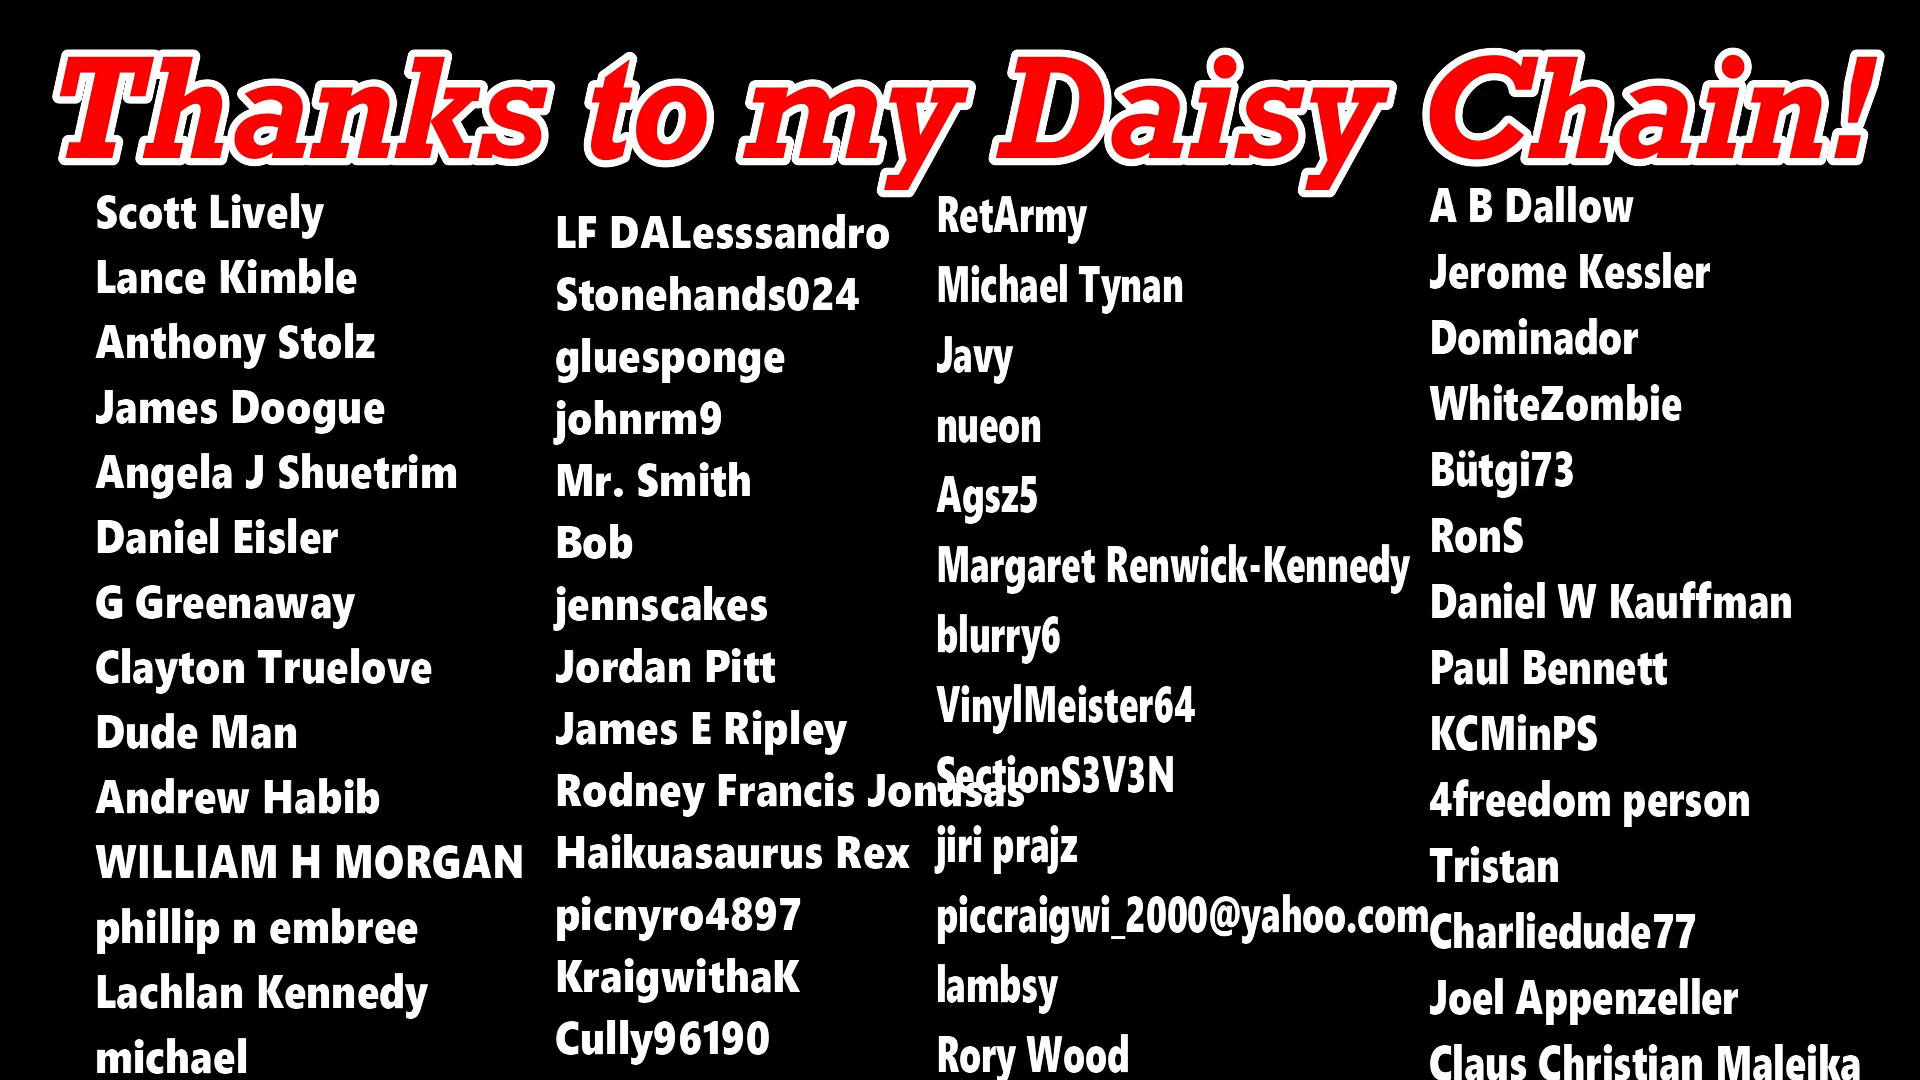 Thanks to my Daisy Chain!
Scott Lively
Lance Kimble
Anthony Stolz
James Doogue
Angela J Shuetrim
Daniel Eisler
G Greenaway
Clayton Truelove
Dude Man
Andrew Habib
WILLIAM H MORGAN
phillip n embree
Lachlan Kennedy
michael
LF DALesssandro
Stonehands024
gluesponge
johnrm9
Mr. Smith
Bob
jennscakes
Jordan Pitt
James E Ripley
Rodney Francis Jondsas
Haikuasaurus Rex
picnyro4897
KraigwithaK
Cully96190
RetArmy
Michael Tynan
Javy
nueon
Agsz5
Margaret Renwick-Kennedy
blurry6
VinylMeister64
SectionS3V3N
jiri prajz
piccraigwi_2000@yahoo.com
lambsy
Rory Wood
A B Dallow
Jerome Kessler
Dominador
WhiteZombie
Bütgi73
RonS
Daniel W Kauffman
Paul Bennett
KCMinPS
4freedom person
Tristan
Charliedude77
Joel Appenzeller
Claus Christian Maleika